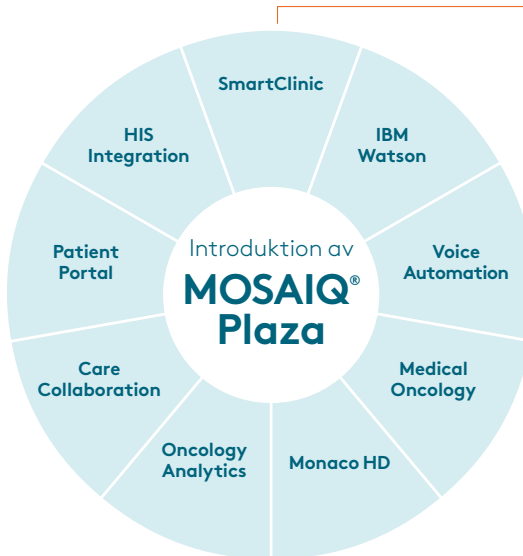 SmartClinic
IBM
Watson
Voice
Automation
Medical
Oncology
Monaco HD
Oncology
Analytics
Care
Collaboration
Patient
Portal
HIS
Integration
Introduktion av
MOSAIQ®
Plaza